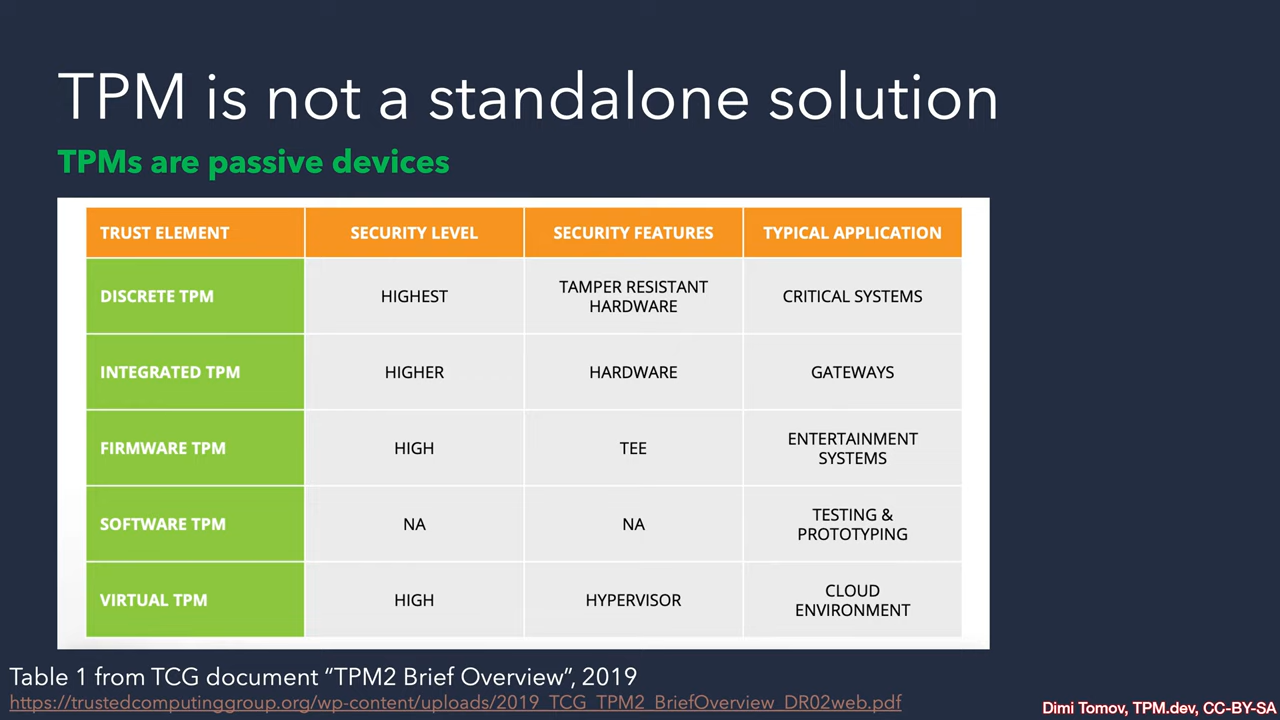 TPM is not a standalone solution
TPMs are passive devices
TRUST ELEMENT SECURITY LEVEL SECURITY FEATURES TYPICAL APPLICATION
DISCRETE TPM HIGHEST TAMPER RESISTANT HARDWARE CRITICAL SYSTEMS
INTEGRATED TPM HIGHER HARDWARE GATEWAYS
FIRMWARE TPM HIGH TEE ENTERTAINMENT SYSTEMS
SOFTWARE TPM NA NA TESTING & PROTOTYPING
VIRTUAL TPM HIGH HYPERVISOR CLOUD ENVIRONMENT
Table 1 from TCG document “TPM2 Brief Overview”, 2019
https://trustedcomputinggroup.org/wp-content/uploads/2019_TCG_TPM2_BriefOverview_DR02web.pdf
Dimi Tomov, TPM.dev, CC-BY-SA